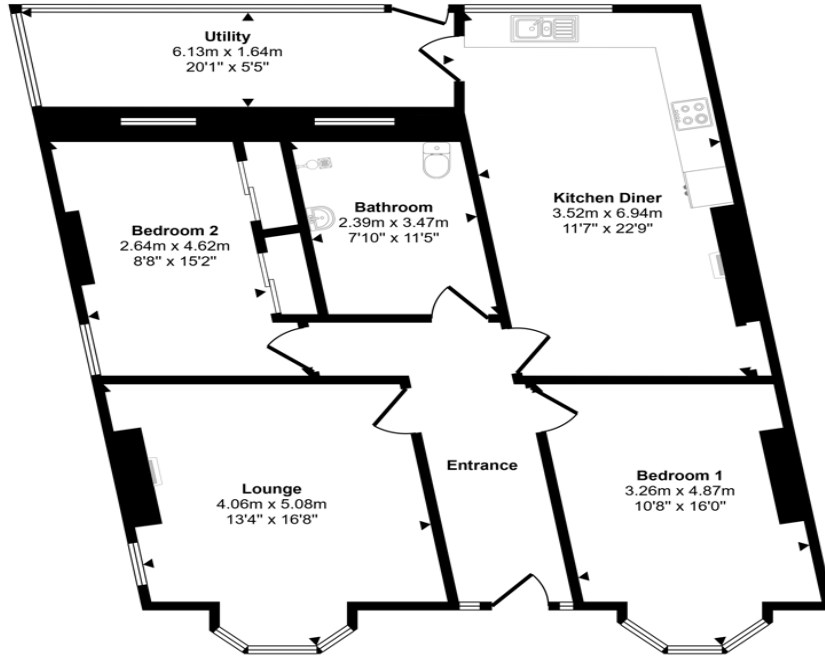 Utility
6.13m x 1.64m
20'1" x 5'5"
Bedroom 2
2.64m x 4.62m
8'8" x 15'2"
Bathroom
2.39m x 3.47m
7'10" x 11'5"
Kitchen Diner
3.52m x 6.94m
11'7" x 22'9"
Lounge
4.06m x 5.08m
13'4" x 16'8"
Entrance
Bedroom 1
3.26m x 4.87m
10'8" x 16'0"